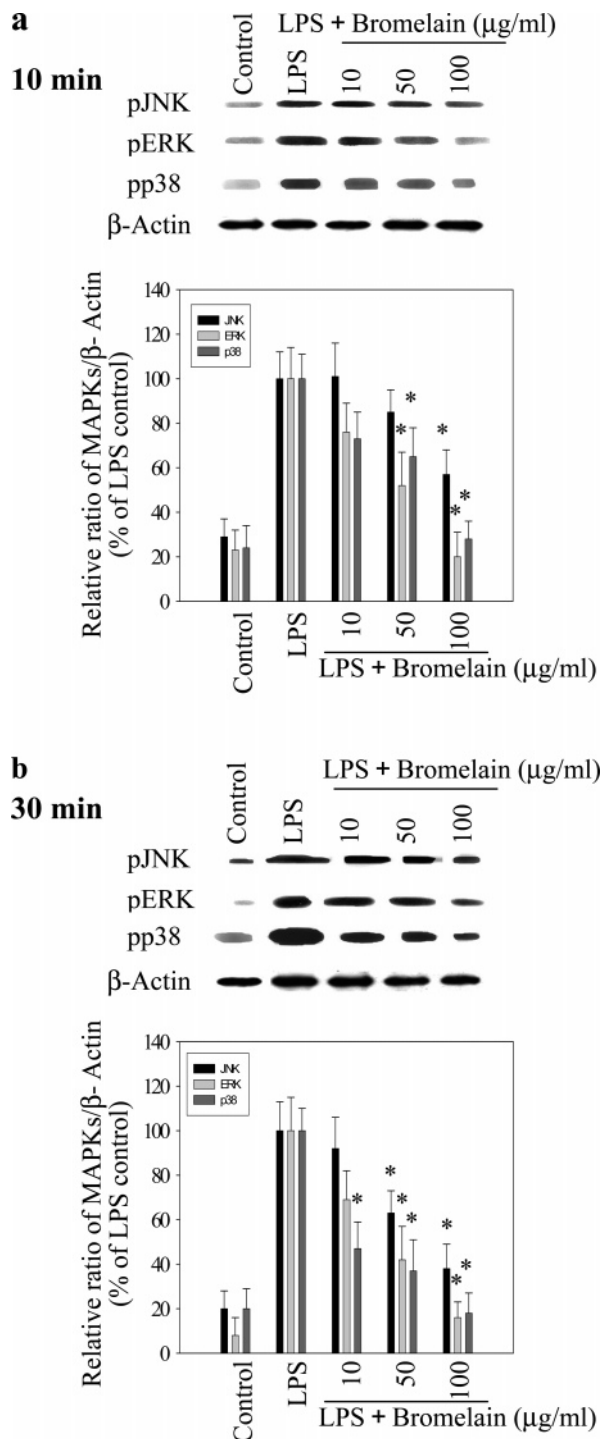 a
LPS + Bromelain (μg/ml)
10 min
Control
LPS
10
50
100
pJNK
pERK
pp38
β-Actin
Relative ratio of MAPKs/β- Actin
(% of LPS control)
140
120
100
80
60
40
20
0
JNK
ERK
p38
*
*
*
*
*
Control
LPS
10
50
100
LPS + Bromelain (μg/ml)
b
LPS + Bromelain (μg/ml)
30 min
Control
LPS
10
50
100
pJNK
pERK
pp38
β-Actin
Relative ratio of MAPKs/β- Actin
(% of LPS control)
140
120
100
80
60
40
20
0
JNK
ERK
p38
*
*
*
*
*
*
*
Control
LPS
10
50
100
LPS + Bromelain (μg/ml)